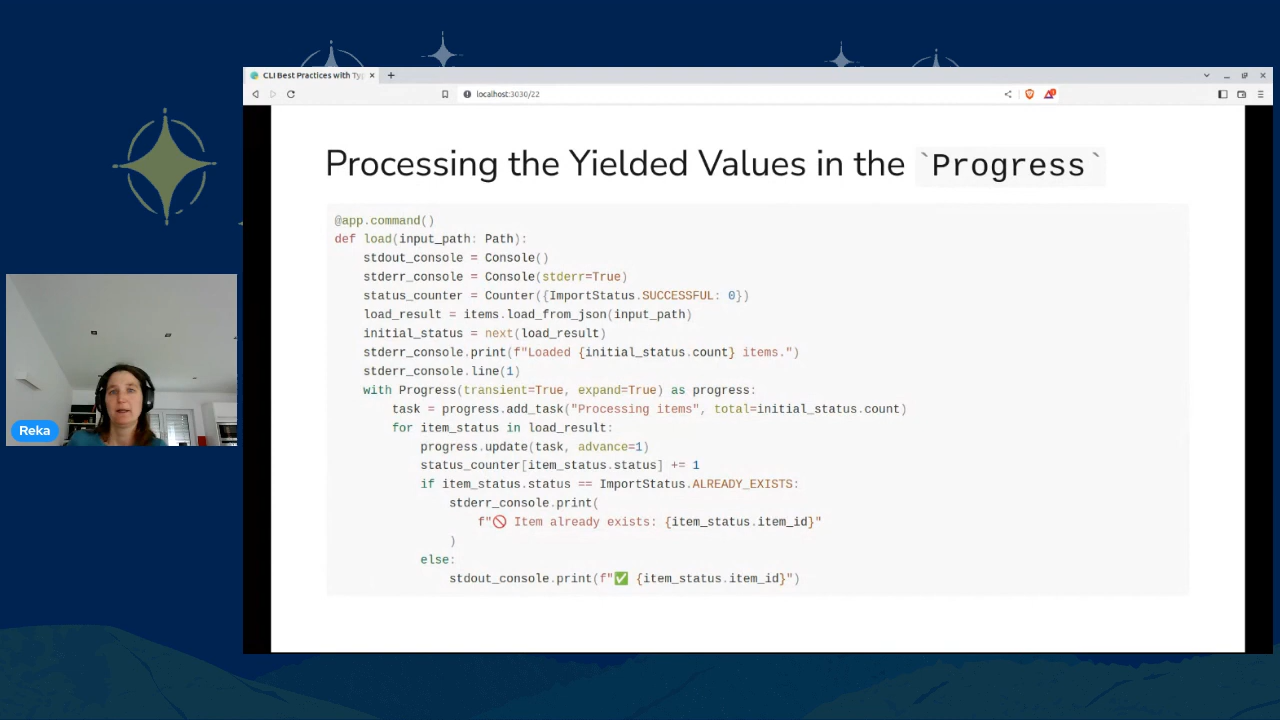 CLI Best Practices with Ty
localhost:3030/22
Processing the Yielded Values in the `Progress`
@app.command()
def load(input_path: Path):
    stdout_console = Console()
    stderr_console = Console(stderr=True)
    status_counter = Counter({ImportStatus.SUCCESSFUL: 0})
    load_result = items.load_from_json(input_path)
    initial_status = next(load_result)
    stderr_console.print(f"Loaded {initial_status.count} items.")
    stderr_console.line(1)
    with Progress(transient=True, expand=True) as progress:
        task = progress.add_task("Processing items", total=initial_status.count)
        for item_status in load_result:
            progress.update(task, advance=1)
            status_counter[item_status.status] += 1
            if item_status.status == ImportStatus.ALREADY_EXISTS:
                stderr_console.print(
                    f"🚫 Item already exists: {item_status.item_id}"
                )
            else:
                stdout_console.print(f"✅ {item_status.item_id}")
Reka